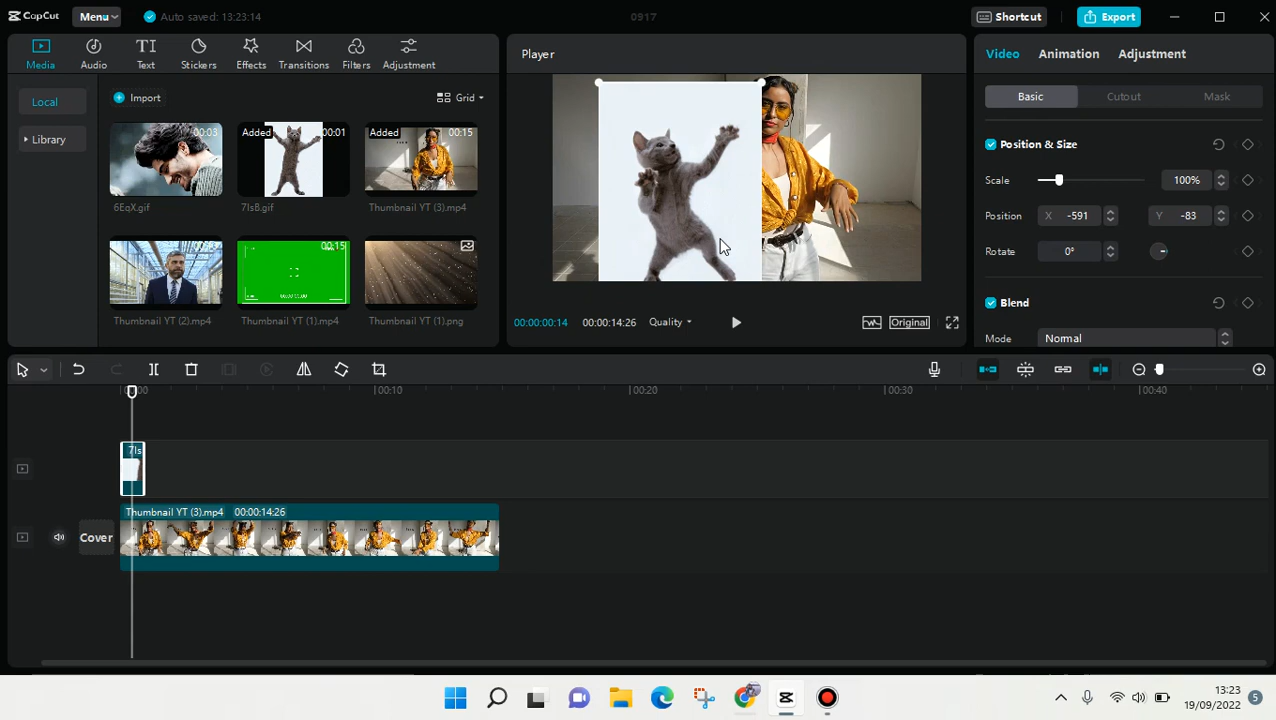 CapCut
Menu
Auto saved: 13:23:14
0917
Shortcut
Export
Media
Audio
Text
Stickers
Effects
Transitions
Filters
Adjustment
Player
Video
Animation
Adjustment
Local
Library
Import
Grid
Basic
Cutout
Mask
00:03
Added
00:01
Added
00:15
6EqX.gif
7IsB.gif
Thumbnail YT (3).mp4
00:15
Thumbnail YT (2).mp4
Thumbnail YT (1).mp4
Thumbnail YT (1).png
Position & Size
Scale
100%
Position
X
-591
Y
-83
Rotate
0°
Blend
Mode
Normal
00:00:00:14
00:00:14:26
Quality
Original
00:00
00:10
00:20
00:30
00:40
7Is
Thumbnail YT (3).mp4 00:00:14:26
Cover
13:23
19/09/2022
5